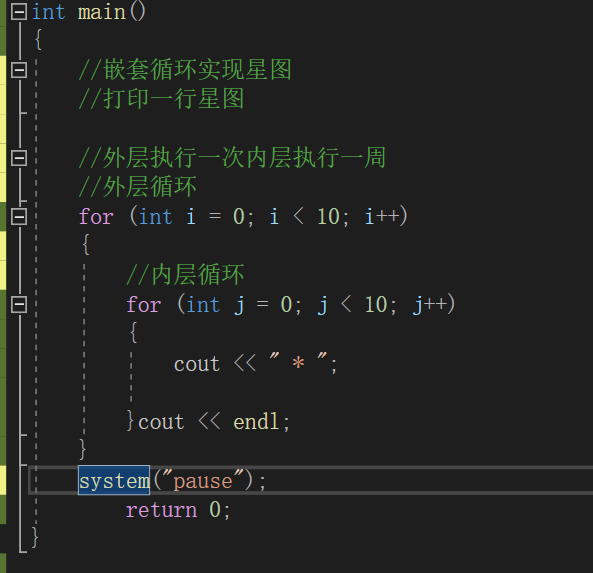 int main()
{
//嵌套循环实现星图
//打印一行星图
//外层执行一次内层执行一周
//外层循环
for (int i = 0; i < 10; i++)
{
//内层循环
for (int j = 0; j < 10; j++)
{
cout << " * ";
}cout << endl;
}
system("pause");
return 0;
}